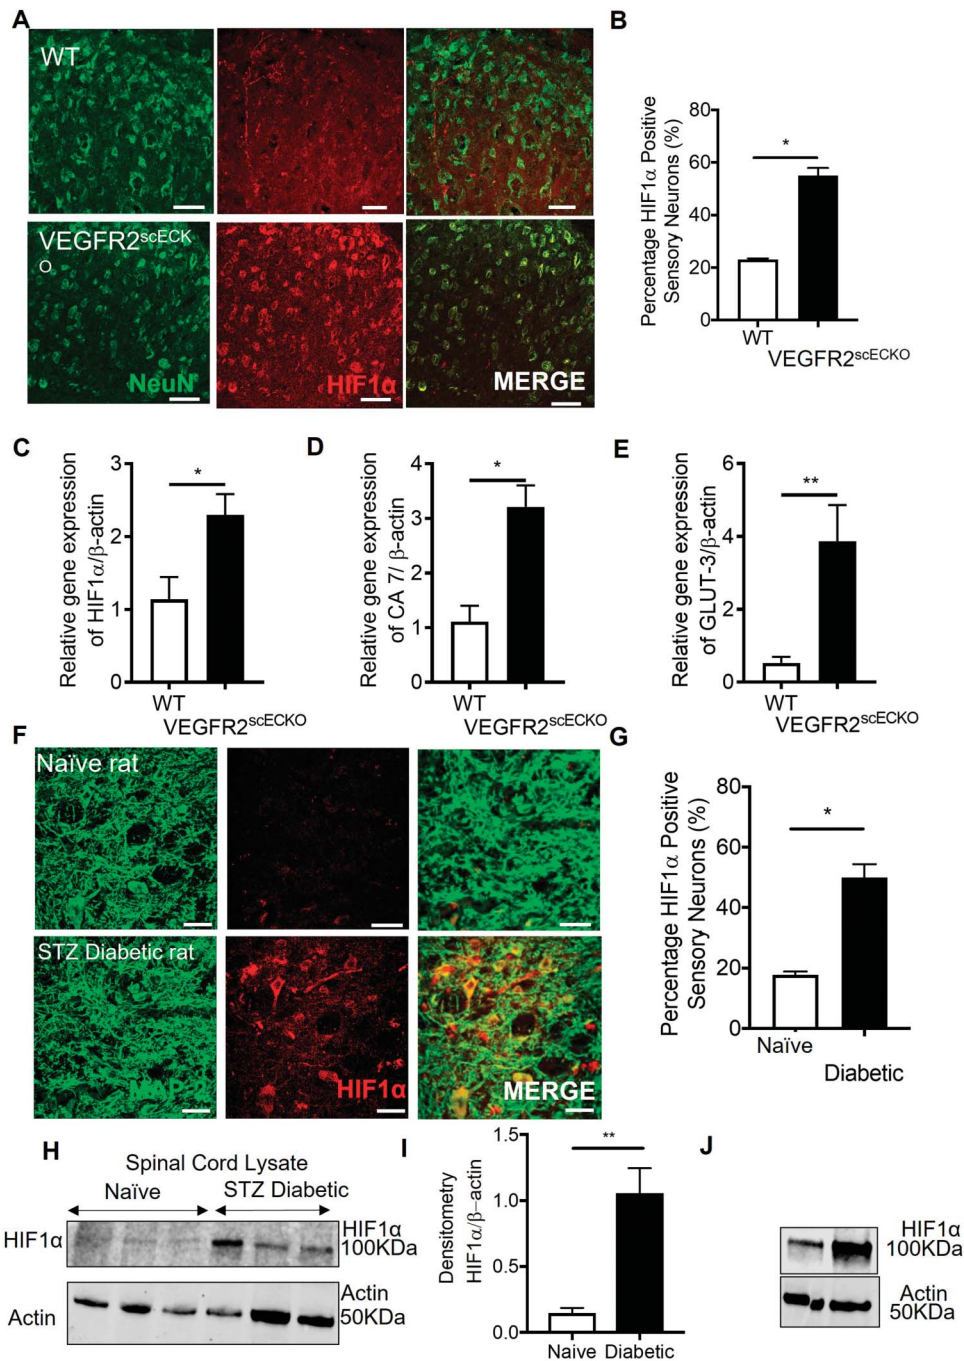 A
WT
VEGFR2scECK
O
NeuN
HIF1α
MERGE
B
Percentage HIF1α Positive
Sensory Neurons (%)
80
60
40
20
0
*
WT
VEGFR2scECKO
C
Relative gene expression
of HIF1α/β-actin
3
2
1
0
*
WT
VEGFR2scECKO
D
Relative gene expression
of CA 7/ β-actin
4
3
2
1
0
*
WT
VEGFR2scECKO
E
Relative gene expression
of GLUT-3/β-actin
6
4
2
0
**
WT
VEGFR2scECKO
F
Naïve rat
STZ Diabetic rat
MAP-2
HIF1α
MERGE
G
Percentage HIF1α Positive
Sensory Neurons (%)
80
60
40
20
0
*
Naïve
Diabetic
H
Spinal Cord Lysate
Naïve
STZ Diabetic
HIF1α
HIF1α
100KDa
Actin
Actin
50KDa
I
Densitometry
HIF1α/β−actin
1.5
1.0
0.5
0.0
**
Naive
Diabetic
J
HIF1α
100KDa
Actin
50KDa